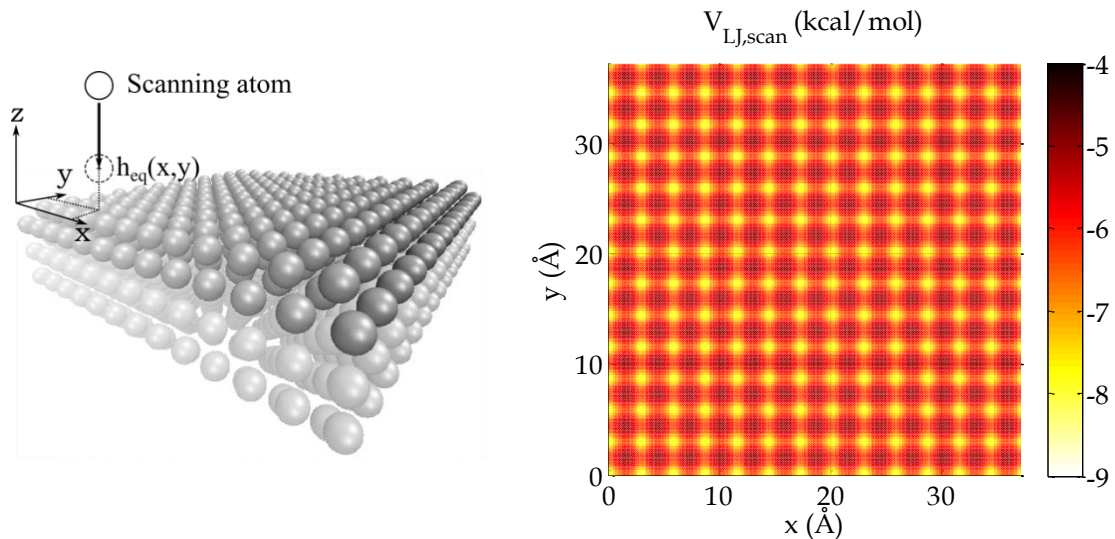 Scanning atom
z
h_eq(x,y)
y
x
V_LJ,scan (kcal/mol)
30
20
10
0
y (Å)
0 10 20 30
x (Å)
-4
-5
-6
-7
-8
-9